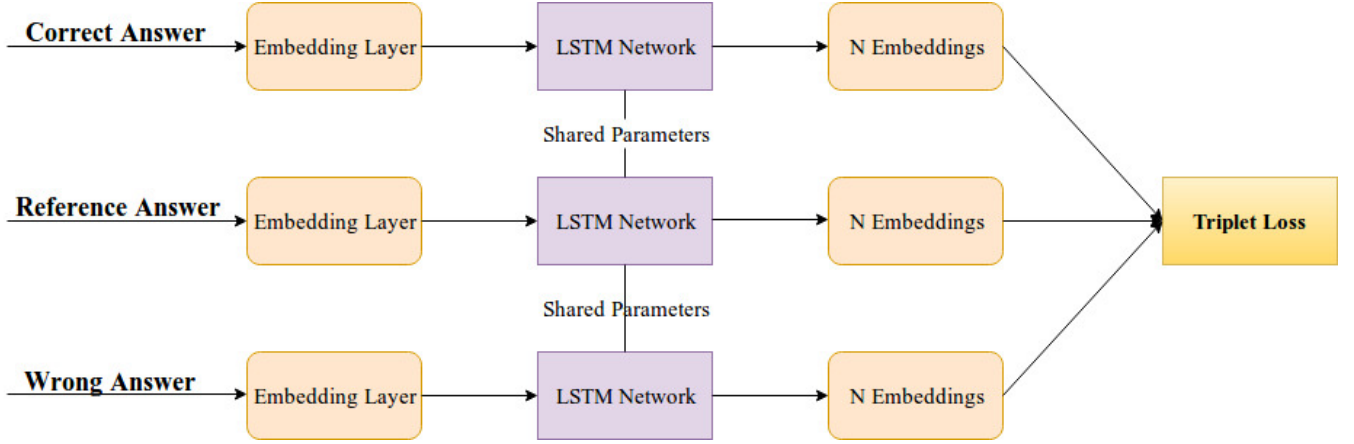 Correct Answer
Embedding Layer
LSTM Network
N Embeddings
Shared Parameters
Reference Answer
Embedding Layer
LSTM Network
N Embeddings
Triplet Loss
Shared Parameters
Wrong Answer
Embedding Layer
LSTM Network
N Embeddings